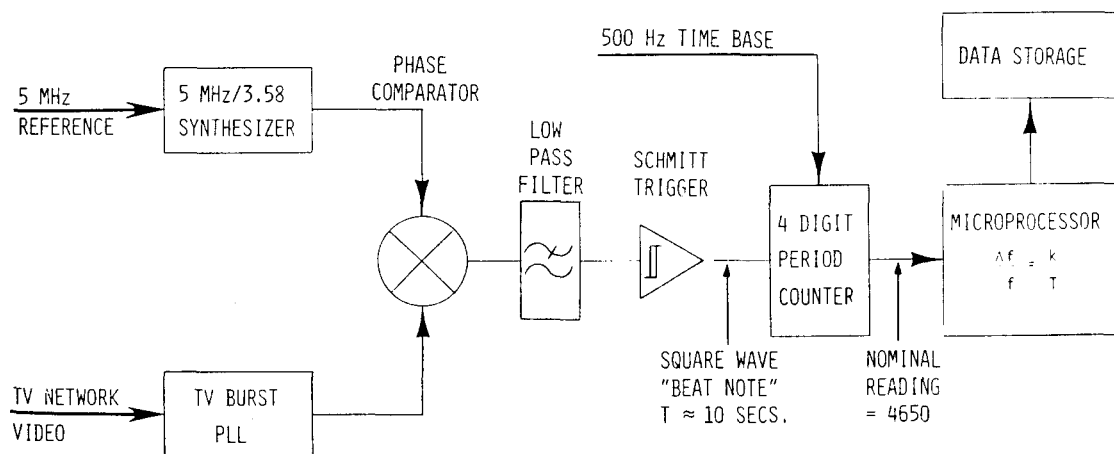 500 Hz TIME BASE
DATA STORAGE
PHASE
COMPARATOR
5 MHz
REFERENCE
5 MHz/3.58
SYNTHESIZER
LOW
PASS
FILTER
SCHMITT
TRIGGER
4 DIGIT
PERIOD
COUNTER
MICROPROCESSOR
Δf/f = k/T
TV NETWORK
VIDEO
TV BURST
PLL
SQUARE WAVE
"BEAT NOTE"
T ≈ 10 SECS.
NOMINAL
READING
= 4650